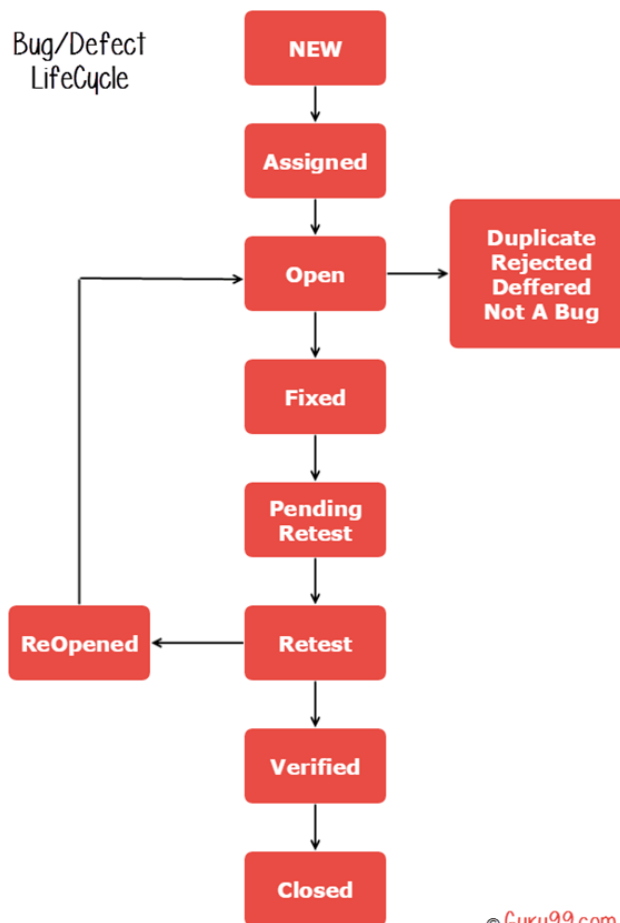 Bug/Defect
LifeCycle
NEW
Assigned
Open
Duplicate
Rejected
Deffered
Not A Bug
Fixed
Pending
Retest
ReOpened
Retest
Verified
Closed
© Guru99.com